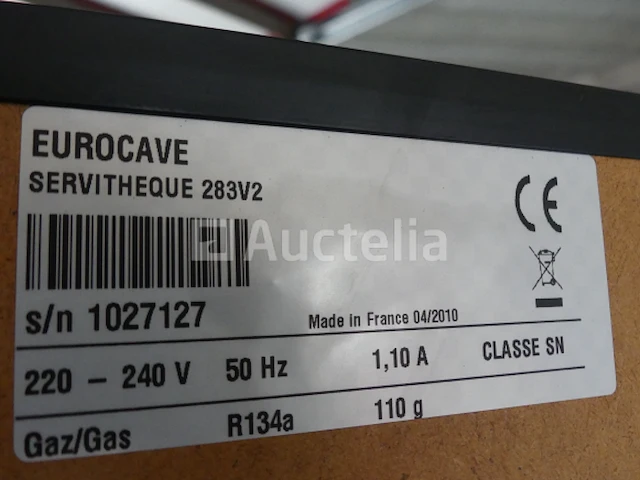 EUROCAVE
SERVITHEQUE 283V2
CE
Auctelia
s/n 1027127
Made in France 04/2010
220 – 240 V 50 Hz 1,10 A CLASSE SN
Gaz/Gas R134a 110 g